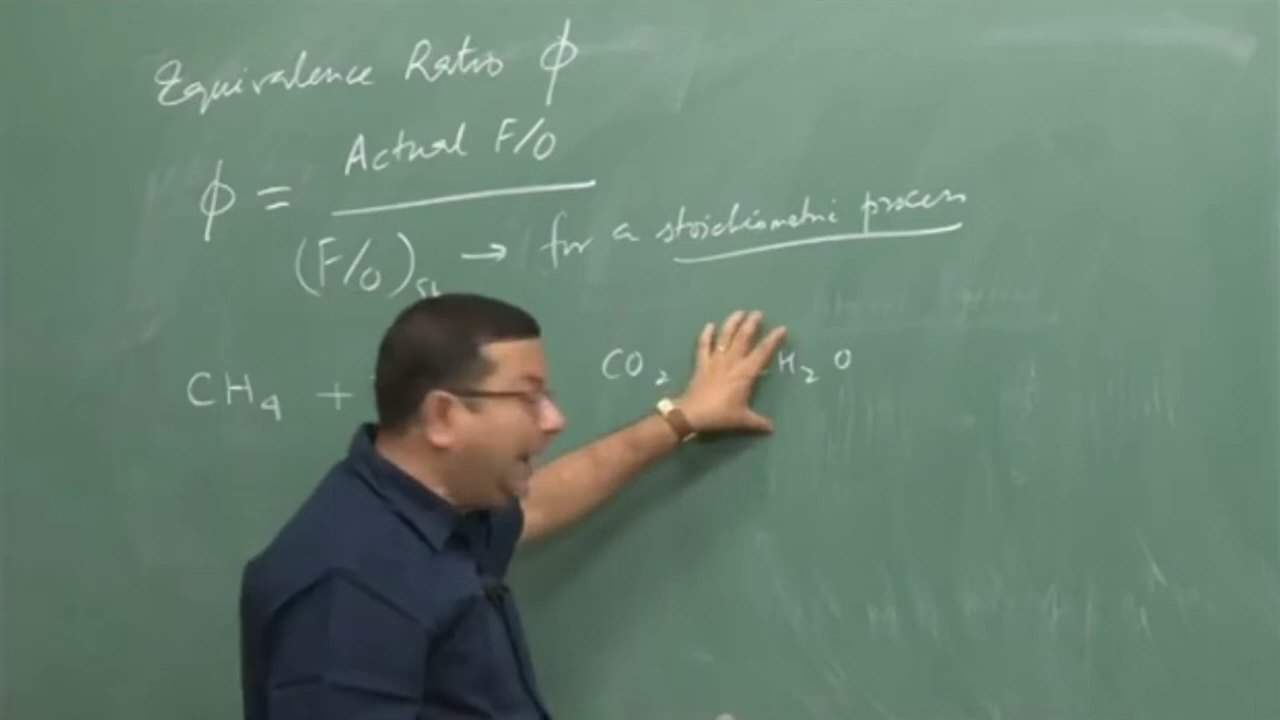 Equivalence Ratio ϕ
ϕ = Actual F/O
(F/O)st → for a stoichiometric process
CH4 + CO2 H2O